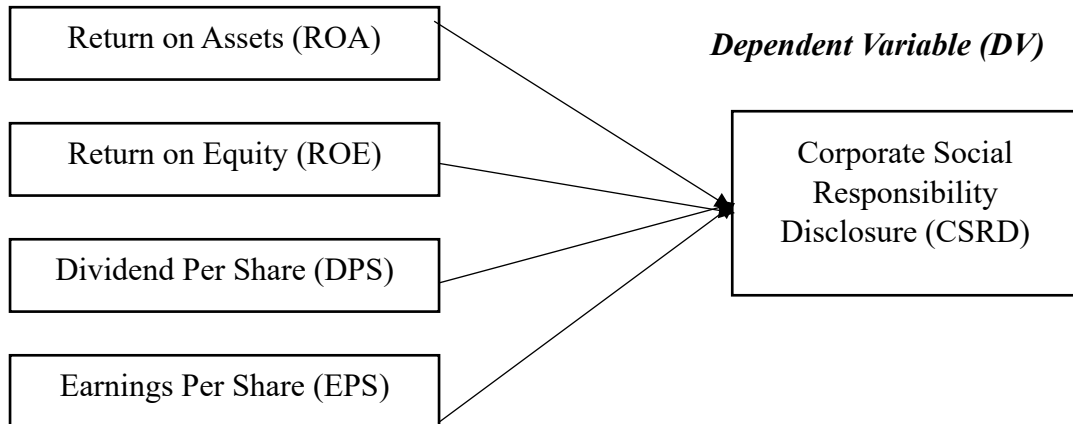 Return on Assets (ROA)
Dependent Variable (DV)
Return on Equity (ROE)
Corporate Social
Responsibility
Disclosure (CSRD)
Dividend Per Share (DPS)
Earnings Per Share (EPS)